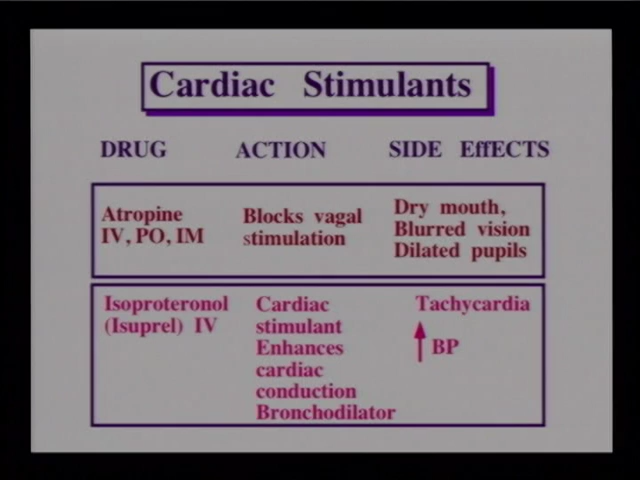 Cardiac Stimulants
DRUG ACTION SIDE EffECTS
Atropine
IV, PO, IM
Blocks vagal
stimulation
Dry mouth,
Blurred vision
Dilated pupils
Isoproteronol
(Isuprel) IV
Cardiac
stimulant
Enhances
cardiac
conduction
Bronchodilator
Tachycardia
BP